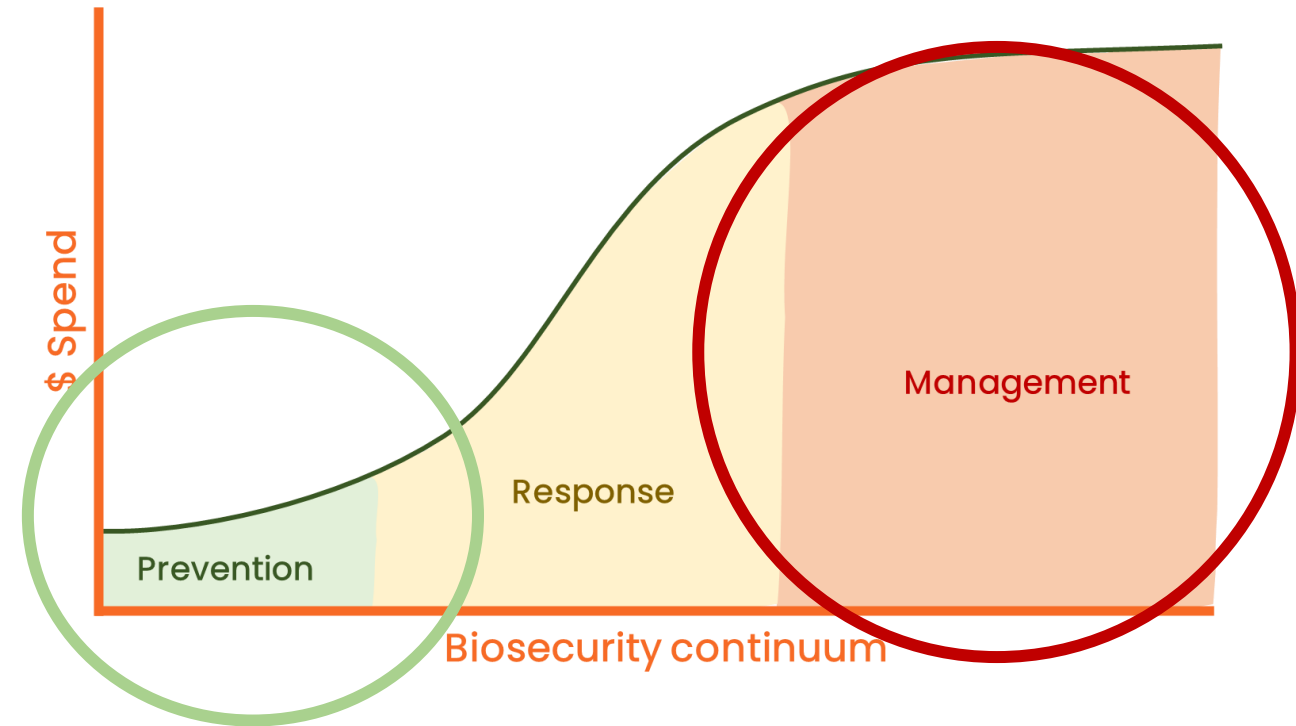 $ Spend
Prevention
Response
Management
Biosecurity continuum